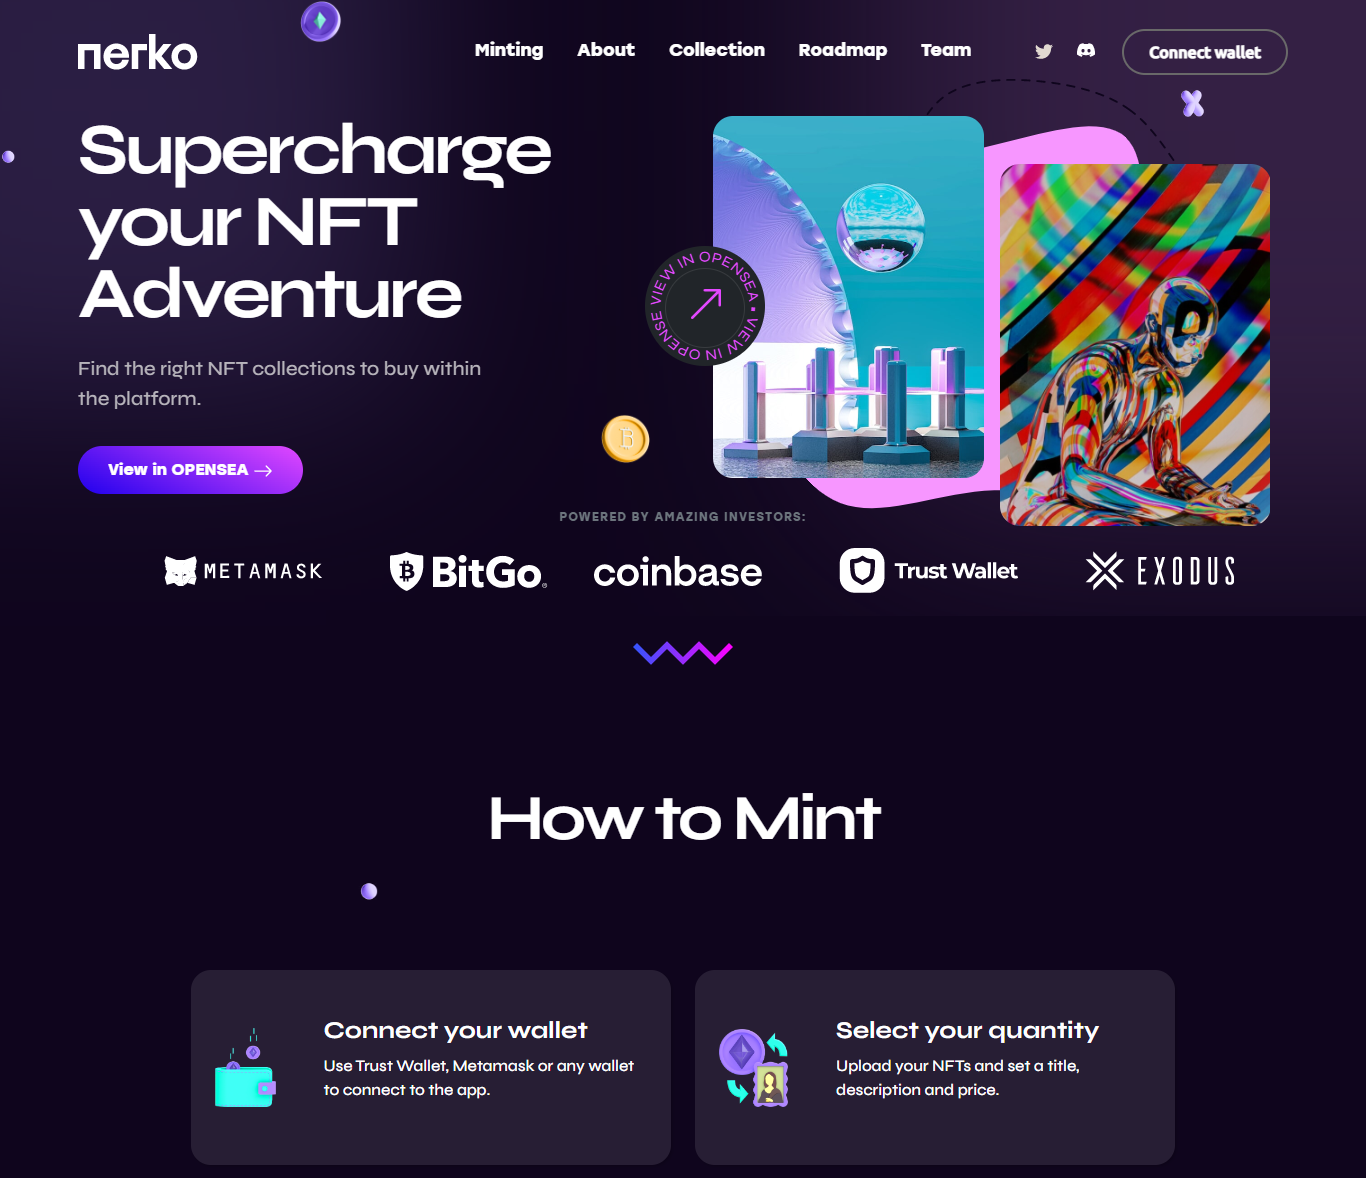 nerko
Minting About Collection Roadmap Team
Connect wallet
Supercharge
your NFT
Adventure
Find the right NFT collections to buy within
the platform.
View in OPENSEA
VIEW IN OPENSEA • VIEW IN OPENSE
POWERED BY AMAZING INVESTORS:
METAMASK
BitGo®
coinbase
Trust Wallet
EXODUS
How to Mint
Connect your wallet
Use Trust Wallet, Metamask or any wallet
to connect to the app.
Select your quantity
Upload your NFTs and set a title,
description and price.